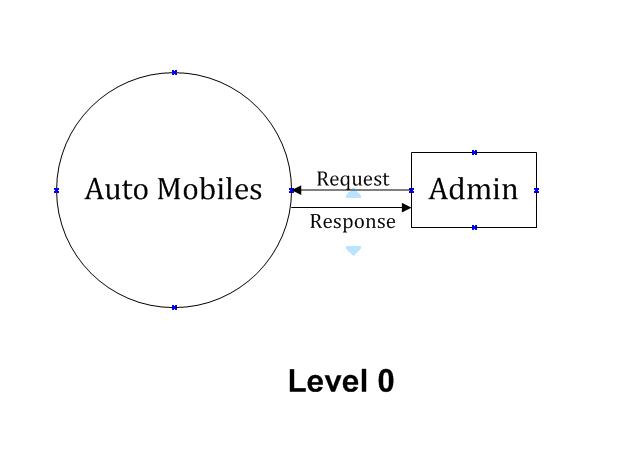 Auto Mobiles
Request
Response
Admin
Level 0